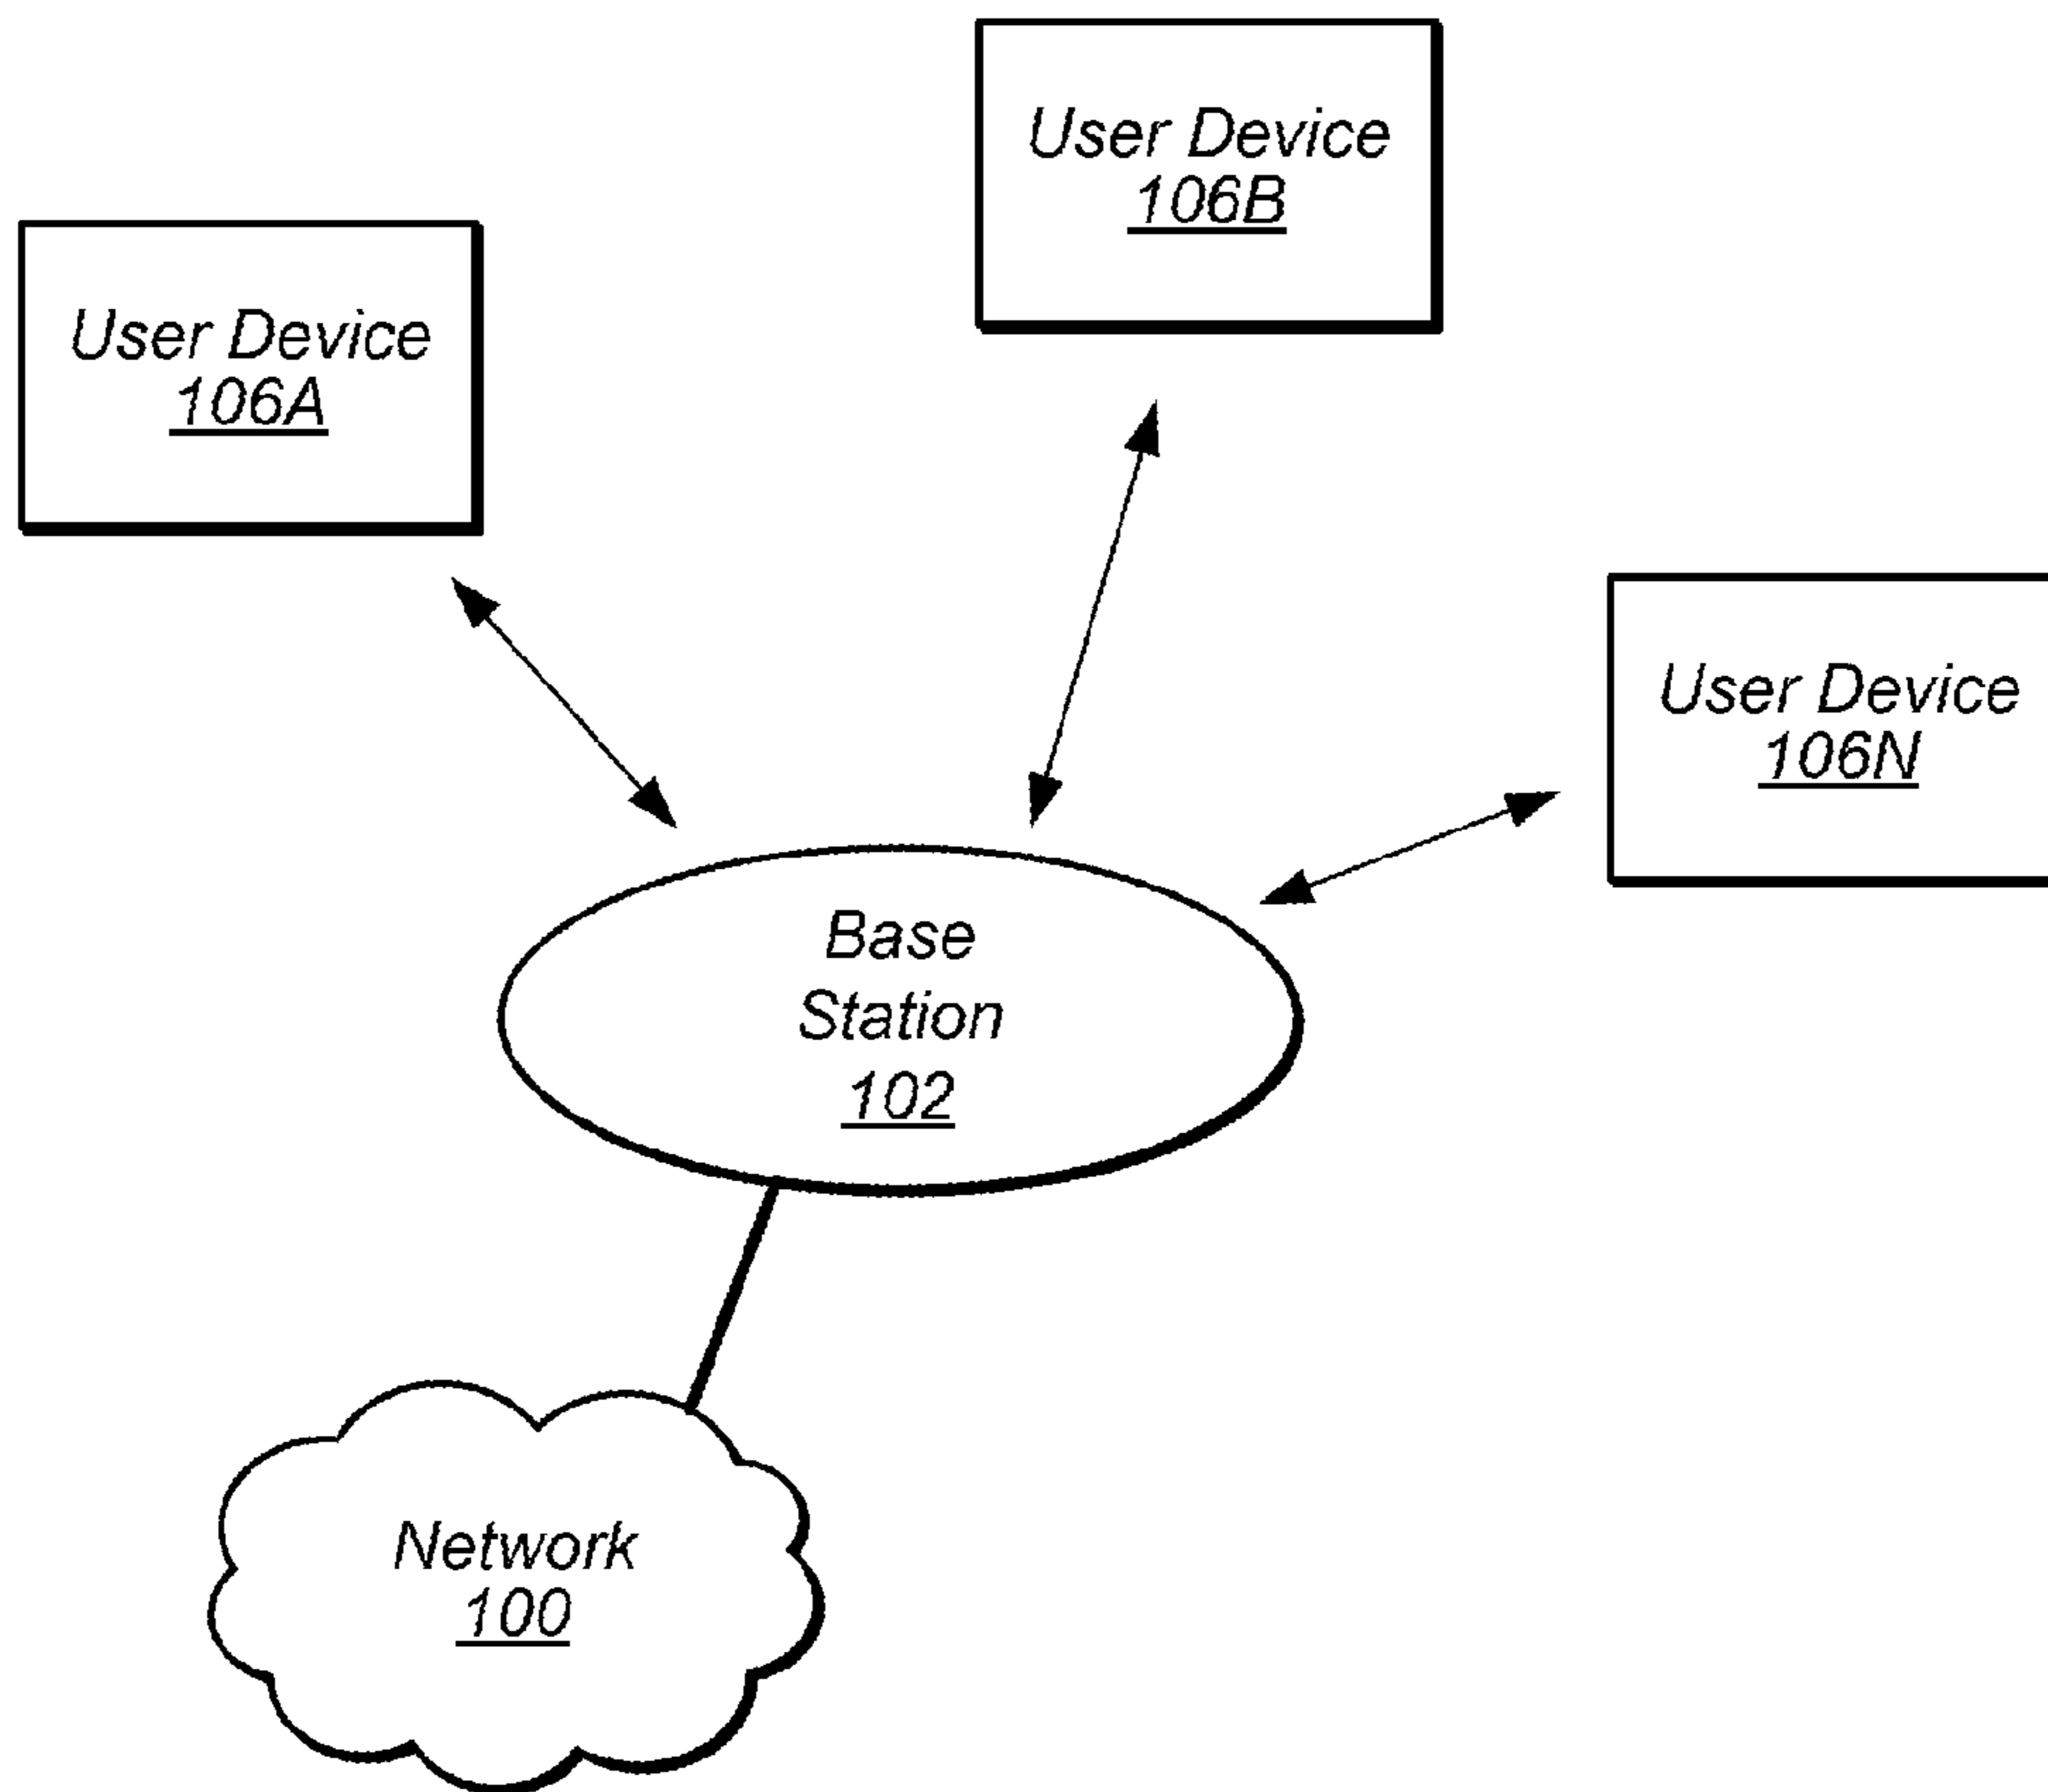 User Device
106B
User Device
106A
User Device
106N
Base
Station
102
Network
100